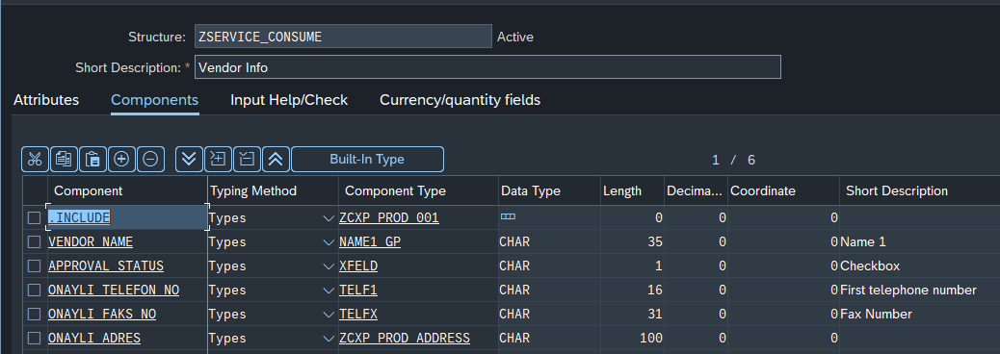 Structure: ZSERVICE_CONSUME Active
Short Description: * Vendor Info
Attributes Components Input Help/Check Currency/quantity fields
Built-In Type 1 / 6
Component Typing Method Component Type Data Type Length Decima... Coordinate Short Description
.INCLUDE Types ZCXP_PROD_001 0 0 0
VENDOR_NAME Types NAME1_GP CHAR 35 0 0 Name 1
APPROVAL_STATUS Types XFELD CHAR 1 0 0 Checkbox
ONAYLI_TELEFON_NO Types TELF1 CHAR 16 0 0 First telephone number
ONAYLI_FAKS_NO Types TELFX CHAR 31 0 0 Fax Number
ONAYLI_ADRES Types ZCXP_PROD_ADDRESS CHAR 100 0 0